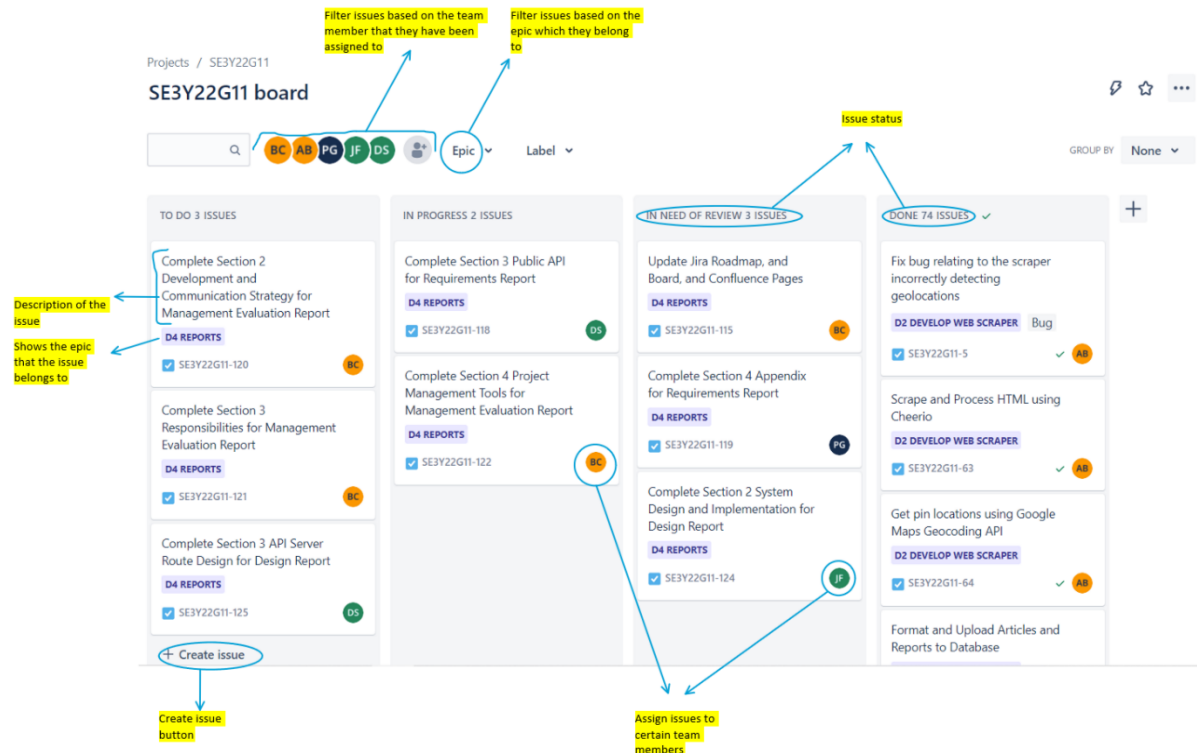 Filter issues based on the team
member that they have been
assigned to
Filter issues based on the
epic which they belong
to
Projects / SE3Y22G11
SE3Y22G11 board
Issue status
BC AB PG JF DS
Epic
Label
GROUP BY None
TO DO 3 ISSUES
Complete Section 2
Development and
Communication Strategy for
Management Evaluation Report
D4 REPORTS
SE3Y22G11-120 BC
Complete Section 3
Responsibilities for Management
Evaluation Report
D4 REPORTS
SE3Y22G11-121 BC
Complete Section 3 API Server
Route Design for Design Report
D4 REPORTS
SE3Y22G11-125 DS
+ Create issue
IN PROGRESS 2 ISSUES
Complete Section 3 Public API
for Requirements Report
D4 REPORTS
SE3Y22G11-118 DS
Complete Section 4 Project
Management Tools for
Management Evaluation Report
D4 REPORTS
SE3Y22G11-122 BC
IN NEED OF REVIEW 3 ISSUES
Update Jira Roadmap, and
Board, and Confluence Pages
D4 REPORTS
SE3Y22G11-115 BC
Complete Section 4 Appendix
for Requirements Report
D4 REPORTS
SE3Y22G11-119 PG
Complete Section 2 System
Design and Implementation for
Design Report
D4 REPORTS
SE3Y22G11-124 JF
DONE 74 ISSUES
Fix bug relating to the scraper
incorrectly detecting
geolocations
D2 DEVELOP WEB SCRAPER Bug
SE3Y22G11-5 AB
Scrape and Process HTML using
Cheerio
D2 DEVELOP WEB SCRAPER
SE3Y22G11-63 AB
Get pin locations using Google
Maps Geocoding API
D2 DEVELOP WEB SCRAPER
SE3Y22G11-64 AB
Format and Upload Articles and
Reports to Database
Description of the
issue
Shows the epic
that the issue
belongs to
Create issue
button
Assign issues to
certain team
members